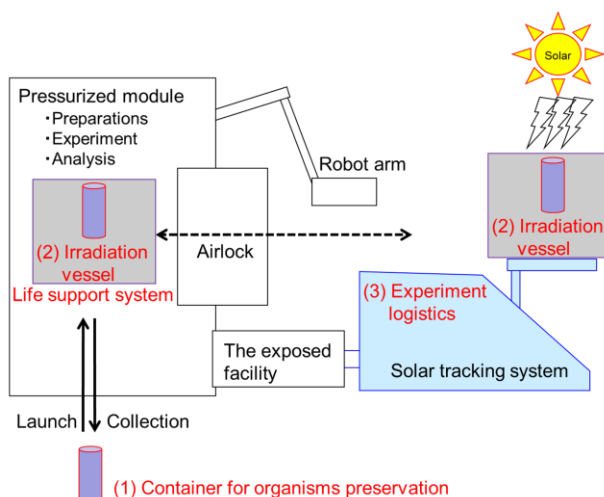 Solar
Pressurized module
・Preparations
・Experiment
・Analysis
Robot arm
(2) Irradiation
vessel
Life support system
Airlock
(2) Irradiation
vessel
(3) Experiment
logistics
The exposed
facility
Solar tracking system
Launch
Collection
(1) Container for organisms preservation